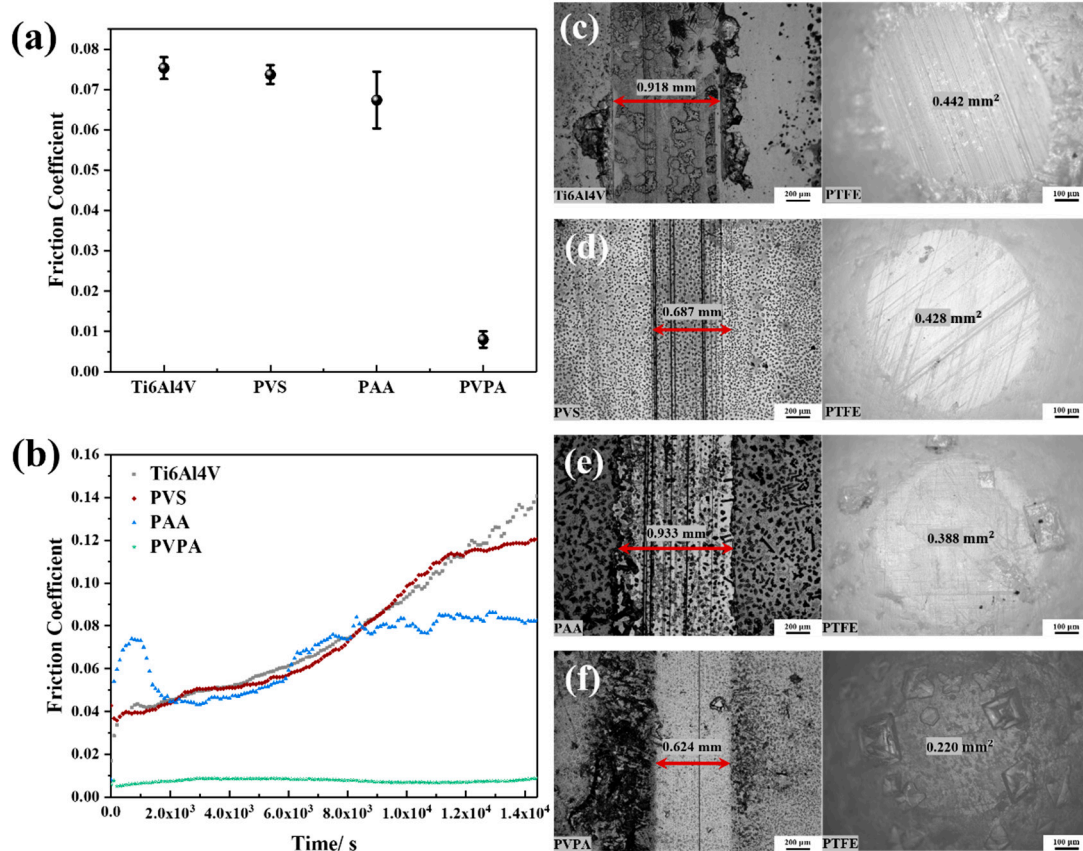 (a)
0.08
0.07
0.06
0.05
0.04
0.03
0.02
0.01
0.00
Friction Coefficient
Ti6Al4V PVS PAA PVPA
(b)
0.16
0.14
0.12
0.10
0.08
0.06
0.04
0.02
0.00
Friction Coefficient
Ti6Al4V
PVS
PAA
PVPA
0.0 2.0x10³ 4.0x10³ 6.0x10³ 8.0x10³ 1.0x10⁴ 1.2x10⁴ 1.4x10⁴
Time/ s
(c)
0.918 mm
Ti6Al4V
200 μm
0.442 mm²
PTFE
100 μm
(d)
0.687 mm
PVS
200 μm
0.428 mm²
PTFE
100 μm
(e)
0.933 mm
PAA
200 μm
0.388 mm²
PTFE
100 μm
(f)
0.624 mm
PVPA
200 μm
0.220 mm²
PTFE
100 μm